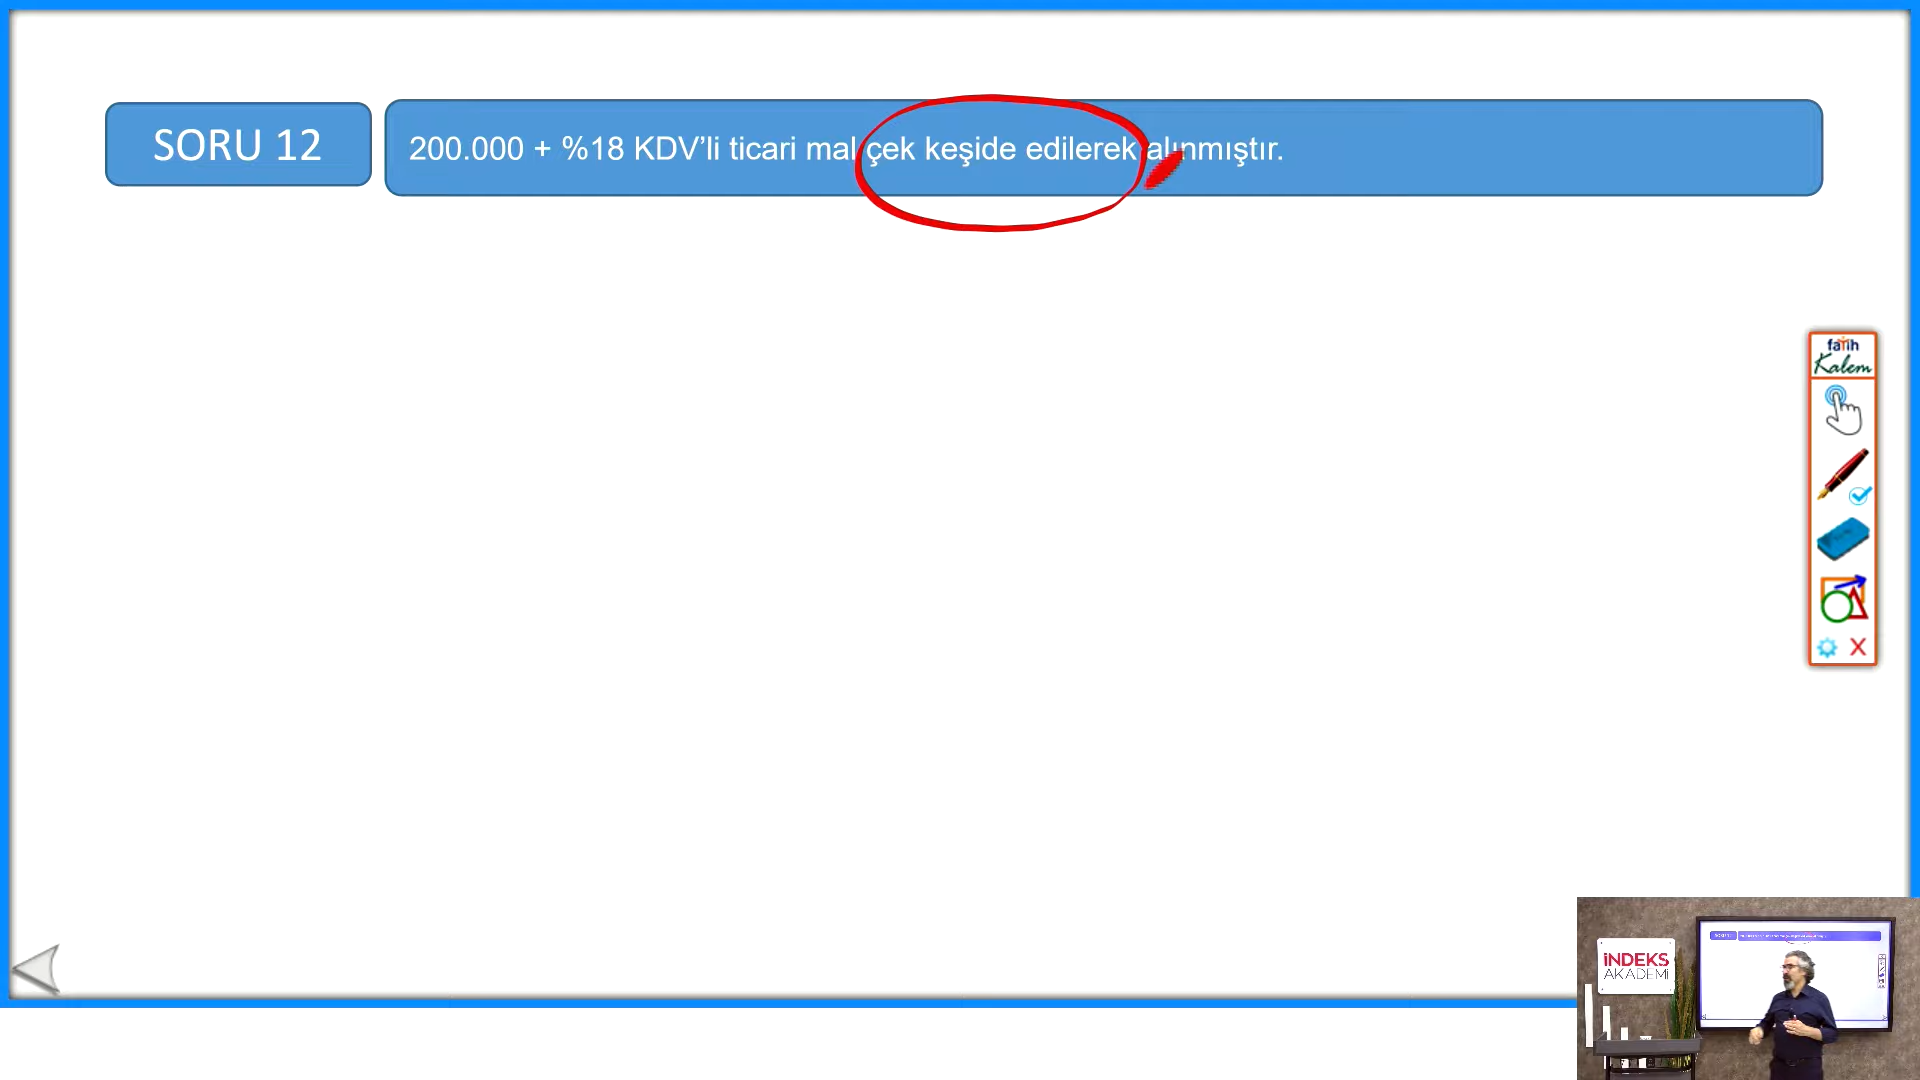 SORU 12
200.000 + %18 KDV'li ticari mal çek keşide edilerek alınmıştır.
fatih
Kalem
İNDEKS
AKADEMİ